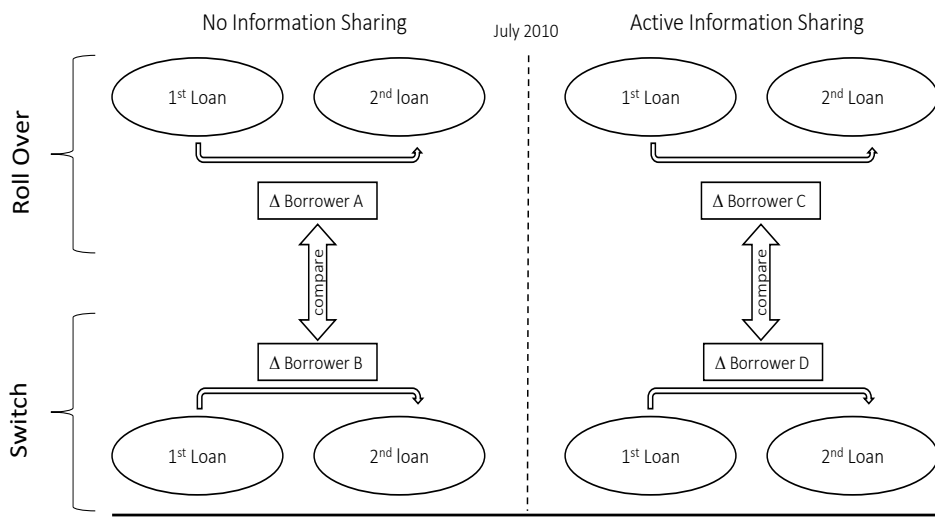 No Information Sharing
July 2010
Active Information Sharing
Roll Over
1st Loan
2nd loan
1st Loan
2nd Loan
Δ Borrower A
Δ Borrower C
compare
compare
Δ Borrower B
Δ Borrower D
Switch
1st Loan
2nd loan
1st Loan
2nd Loan